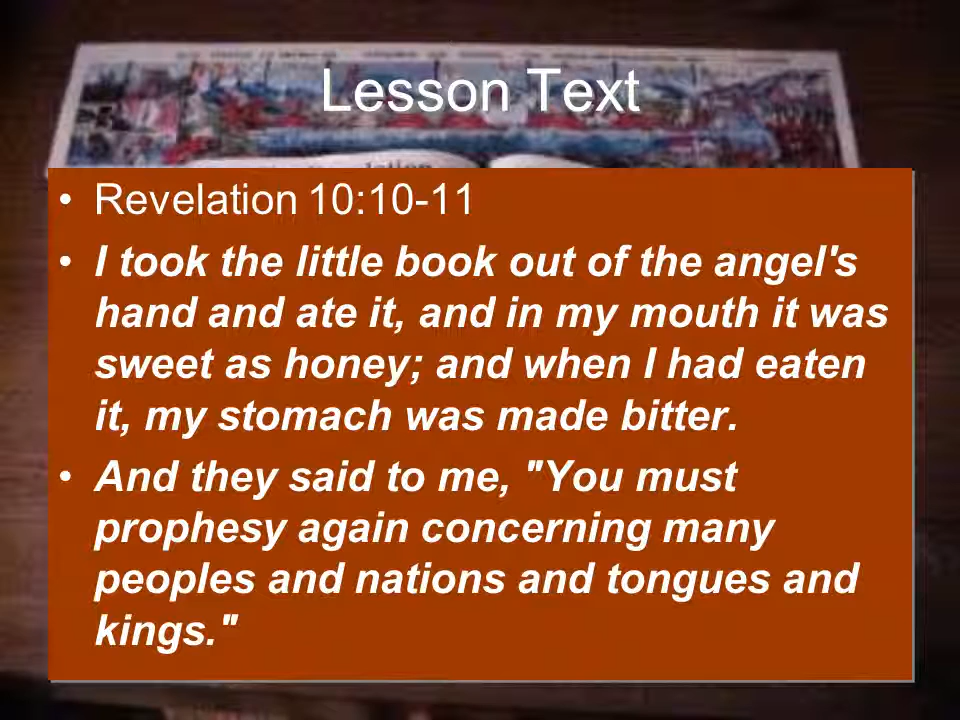 Lesson Text
• Revelation 10:10-11
• I took the little book out of the angel's
hand and ate it, and in my mouth it was
sweet as honey; and when I had eaten
it, my stomach was made bitter.
• And they said to me, "You must
prophesy again concerning many
peoples and nations and tongues and
kings."